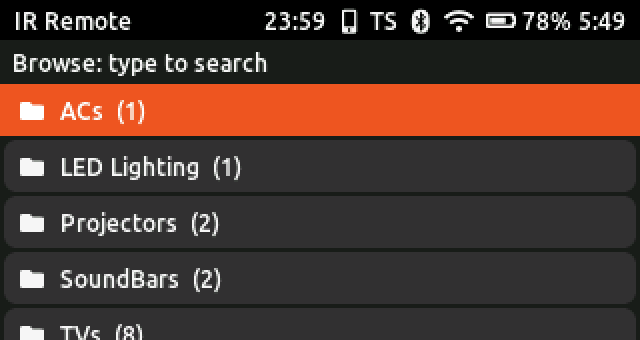 IR Remote 23:59 TS 78% 5:49
Browse: type to search
ACs (1)
LED Lighting (1)
Projectors (2)
SoundBars (2)
TVs (8)